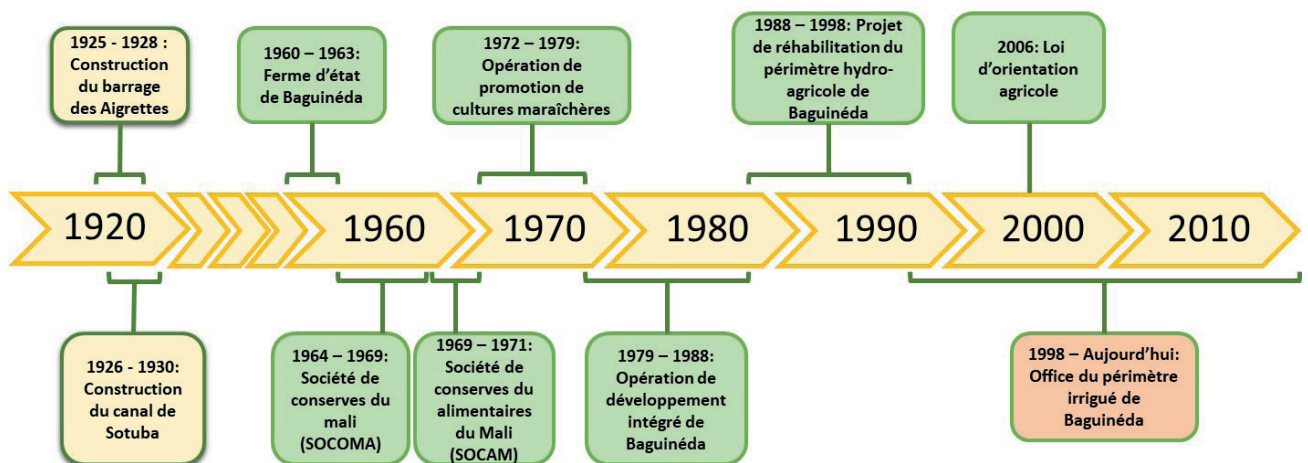 1925 - 1928 :
Construction
du barrage
des Aigrettes
1960 – 1963:
Ferme d’état
de Baguinéda
1972 – 1979:
Opération de
promotion de
cultures maraîchères
1988 – 1998: Projet
de réhabilitation du
périmètre hydro-
agricole de
Baguinéda
2006: Loi
d’orientation
agricole
1920
1960
1970
1980
1990
2000
2010
1926 - 1930:
Construction
du canal de
Sotuba
1964 – 1969:
Société de
conserves du
mali
(SOCOMA)
1969 – 1971:
Société de
conserves du
alimentaires
du Mali
(SOCAM)
1979 – 1988:
Opération de
développement
intégré de
Baguinéda
1998 – Aujourd’hui:
Office du périmètre
irrigué de
Baguinéda